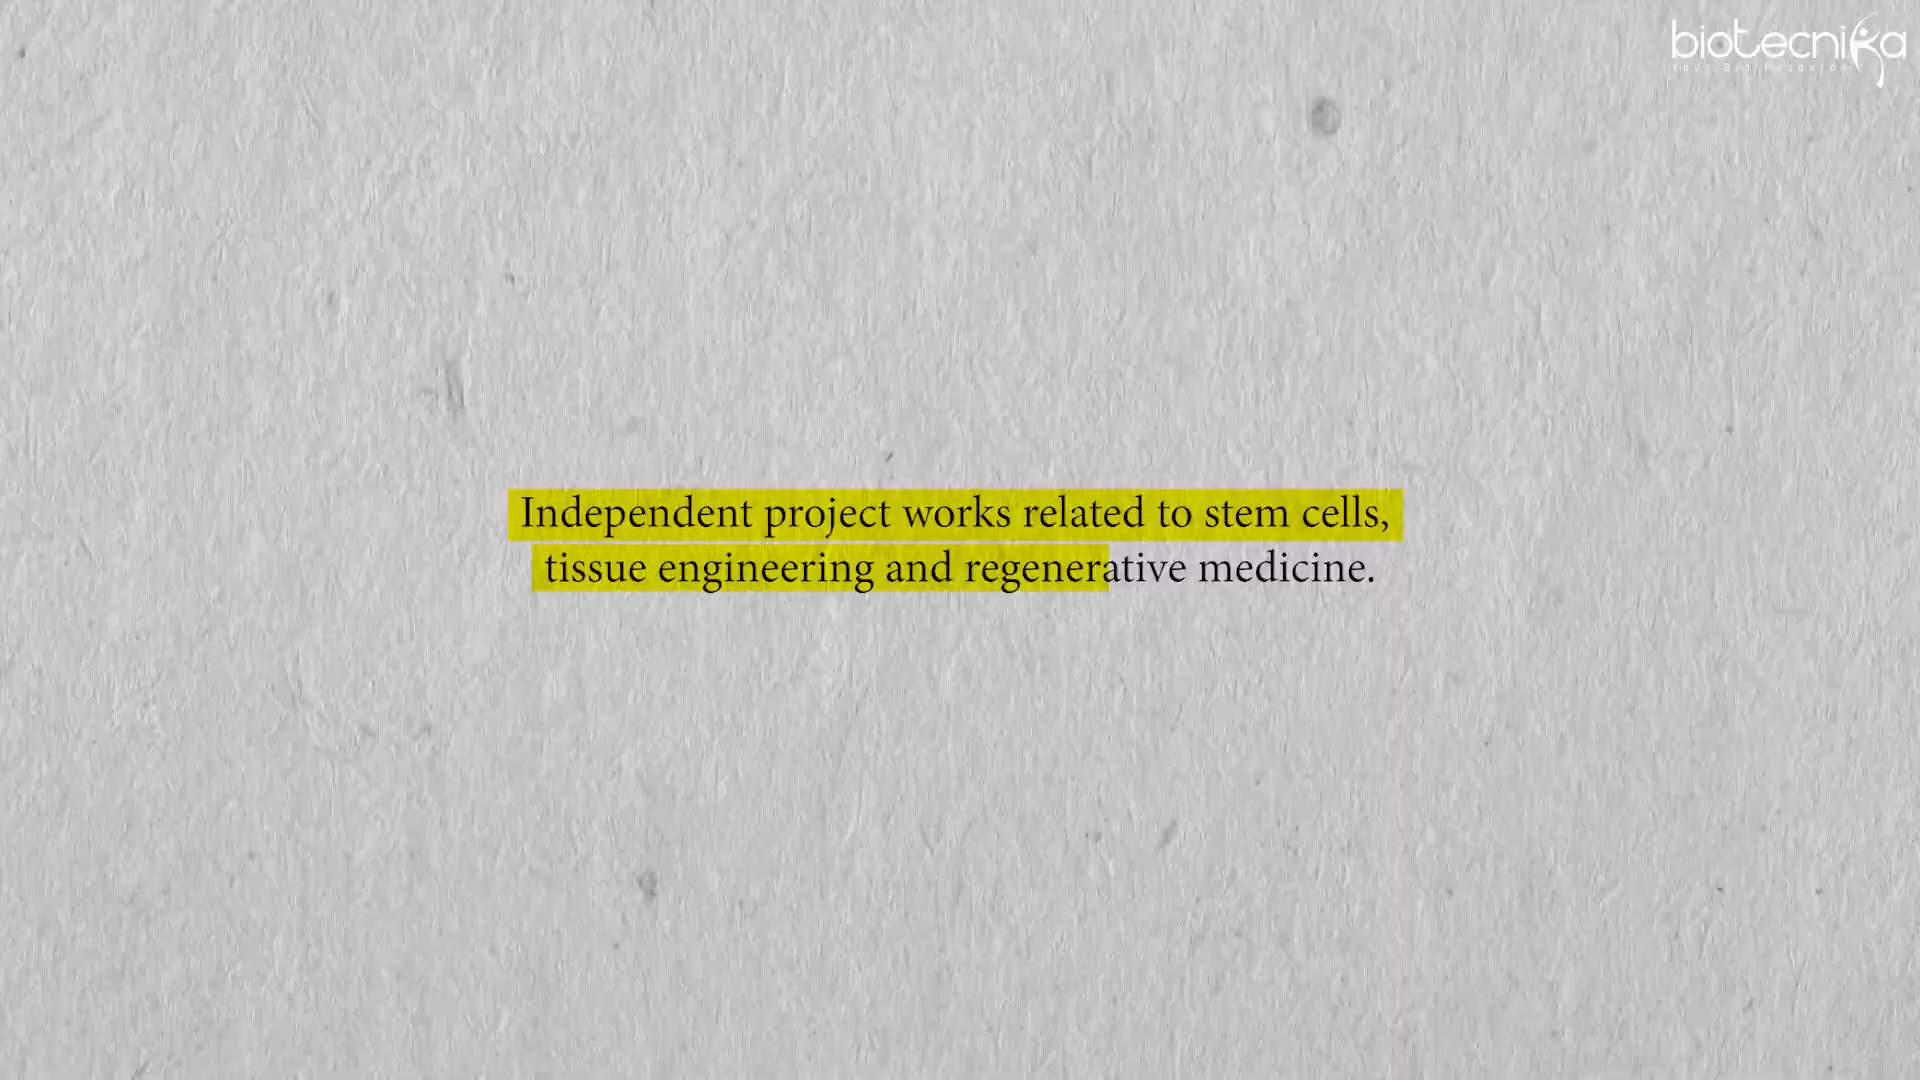 biotecnika
Independent project works related to stem cells,
tissue engineering and regenerative medicine.